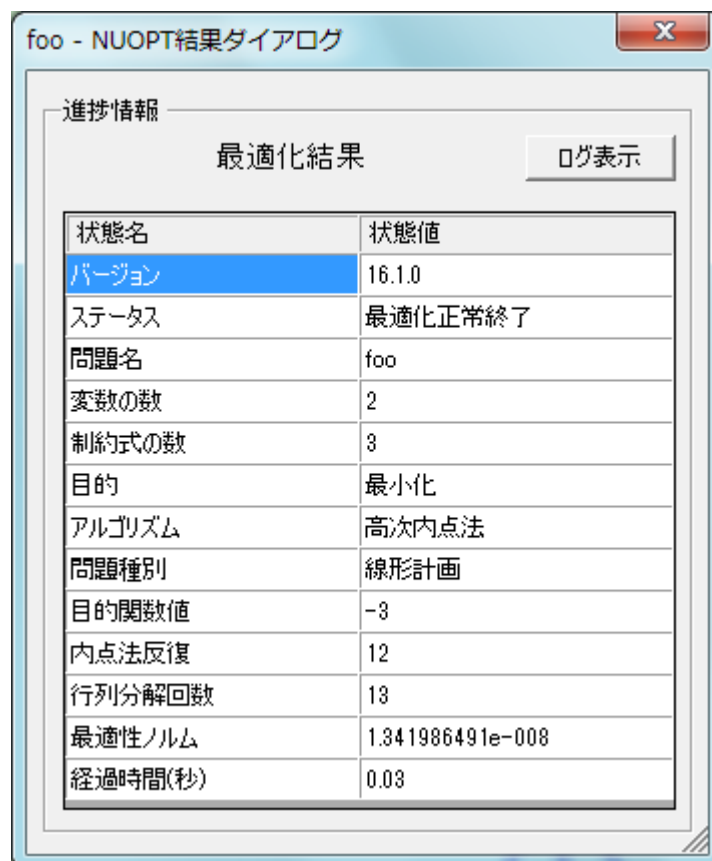 foo - NUOPT結果ダイアログ
進捗情報
最適化結果 ログ表示
状態名 状態値
バージョン 16.1.0
ステータス 最適化正常終了
問題名 foo
変数の数 2
制約式の数 3
目的 最小化
アルゴリズム 高次内点法
問題種別 線形計画
目的関数値 -3
内点法反復 12
行列分解回数 13
最適性ノルム 1.341986491e-008
経過時間(秒) 0.03